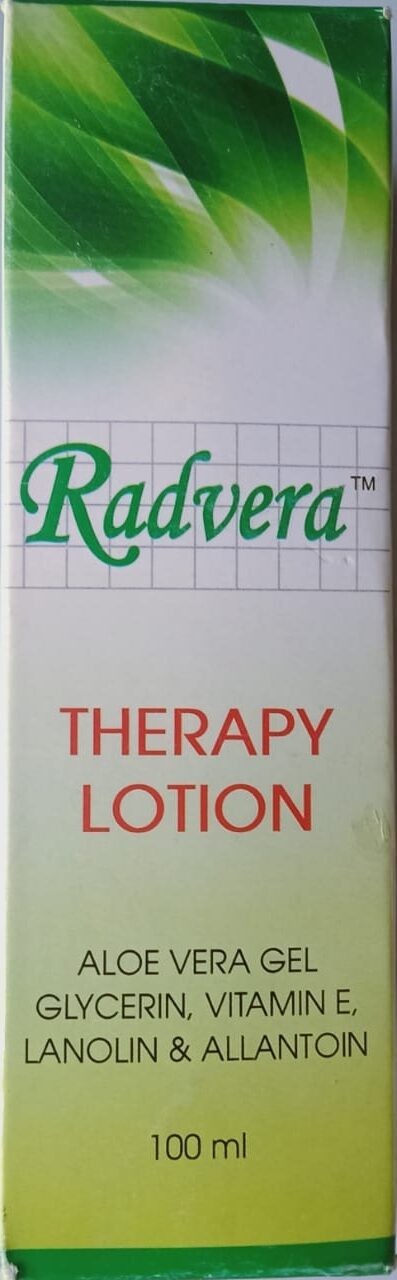 Radvera™
THERAPY
LOTION
ALOE VERA GEL
GLYCERIN, VITAMIN E,
LANOLIN & ALLANTOIN
100 ml